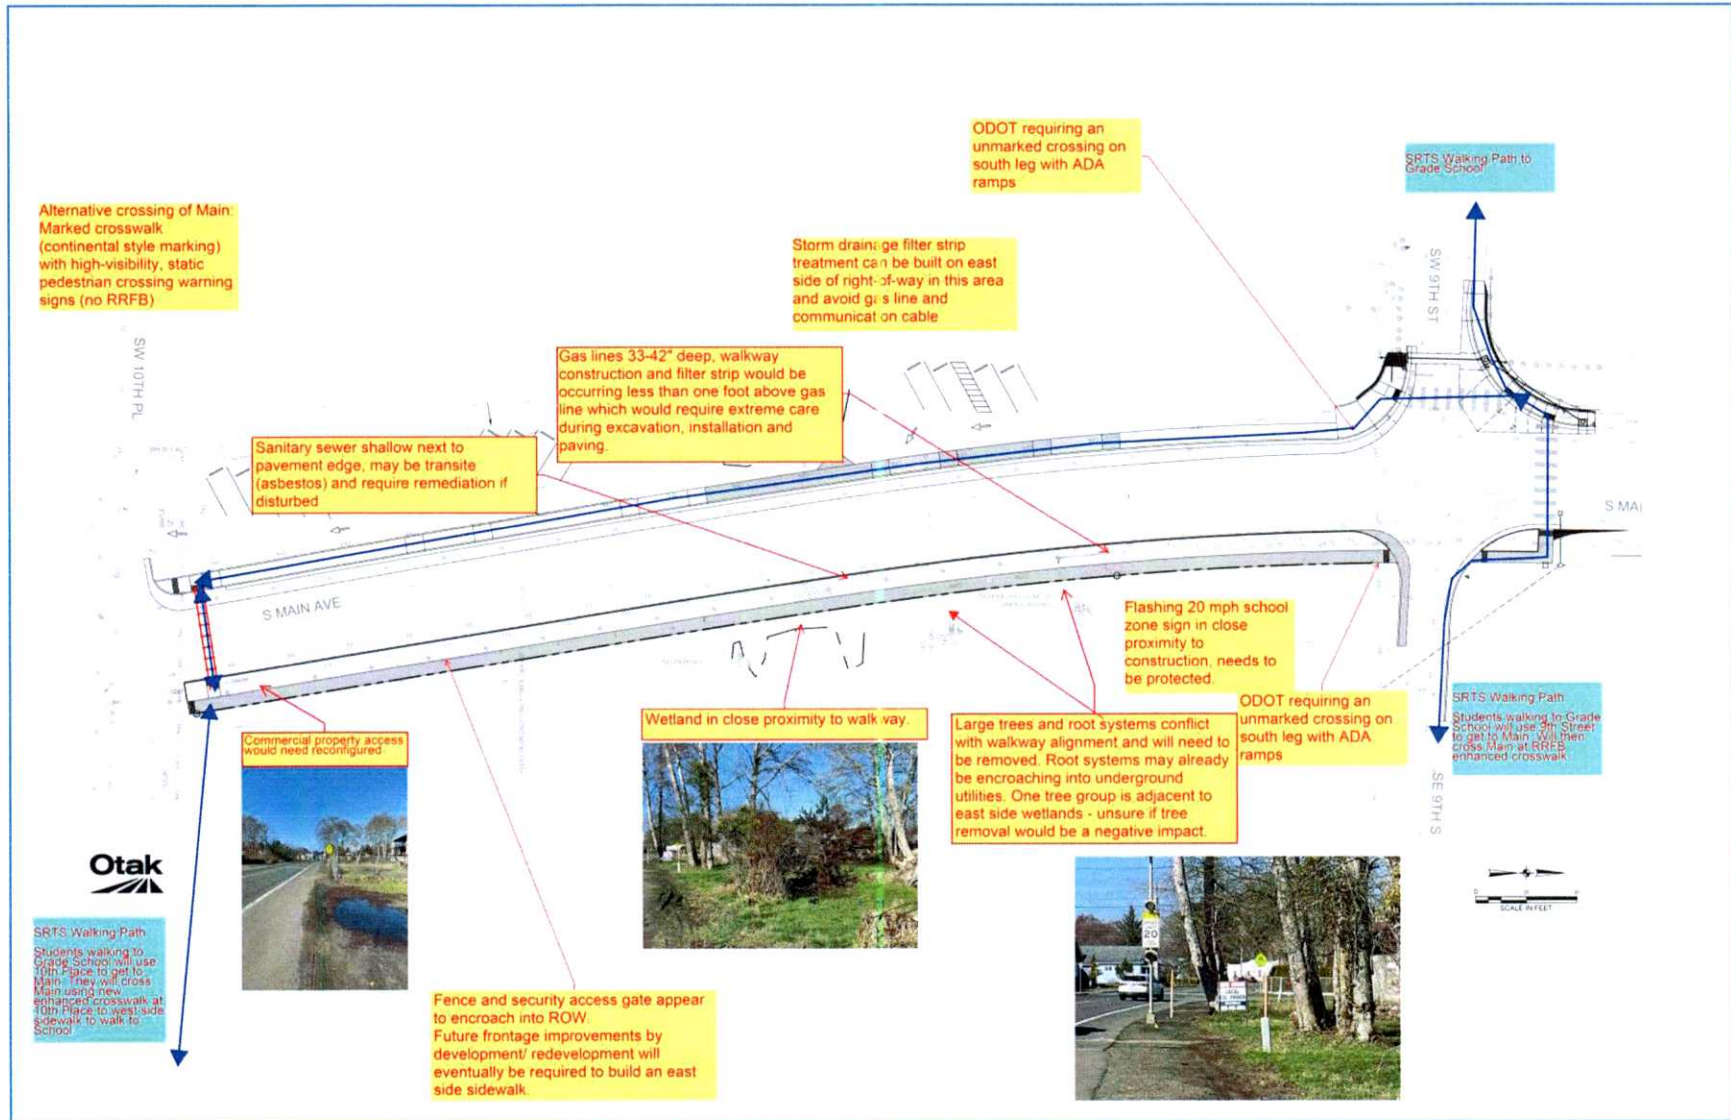 ODOT requiring an
unmarked crossing on
south leg with ADA
ramps
SRTS Walking Path to
Grade School
Alternative crossing of Main:
Marked crosswalk
(continental style marking)
with high-visibility, static
pedestrian crossing warning
signs (no RRFB)
Storm drainage filter strip
treatment can be built on east
side of right-of-way in this area
and avoid gas line and
communication cable
SW 9TH ST
SW 10TH PL
Gas lines 33-42" deep, walkway
construction and filter strip would be
occurring less than one foot above gas
line which would require extreme care
during excavation, installation and
paving.
Sanitary sewer shallow next to
pavement edge, may be transite
(asbestos) and require remediation if
disturbed
S MAI
S MAIN AVE
Flashing 20 mph school
zone sign in close
proximity to
construction, needs to
be protected.
ODOT requiring an
unmarked crossing on
south leg with ADA
ramps
SRTS Walking Path
Students walking to Grade
School will use 9th Street
to get to Main. Will then
cross Main at RRFB
enhanced crosswalk
Wetland in close proximity to walkway.
Large trees and root systems conflict
with walkway alignment and will need to
be removed. Root systems may already
be encroaching into underground
utilities. One tree group is adjacent to
east side wetlands - unsure if tree
removal would be a negative impact.
Commercial property access
would need reconfigured
SE 9TH S
Otak
SCALE IN FEET
20
SRTS Walking Path
Students walking to
Grade School will use
10th Place to get to
Main. They will cross
Main using new
enhanced crosswalk at
10th Place to west side
sidewalk to walk to
School
Fence and security access gate appear
to encroach into ROW.
Future frontage improvements by
development/ redevelopment will
eventually be required to build an east
side sidewalk.